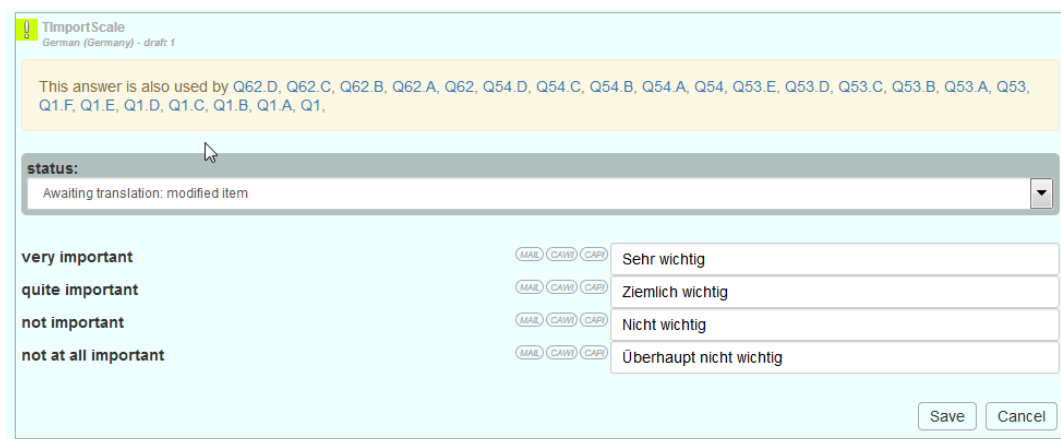 TImportScale
German (Germany) - draft 1
This answer is also used by Q62.D, Q62.C, Q62.B, Q62.A, Q62, Q54.D, Q54.C, Q54.B, Q54.A, Q54, Q53.E, Q53.D, Q53.C, Q53.B, Q53.A, Q53,
Q1.F, Q1.E, Q1.D, Q1.C, Q1.B, Q1.A, Q1,
status:
Awaiting translation: modified item
very important MAIL CAWI CAPI Sehr wichtig
quite important MAIL CAWI CAPI Ziemlich wichtig
not important MAIL CAWI CAPI Nicht wichtig
not at all important MAIL CAWI CAPI Überhaupt nicht wichtig
Save Cancel